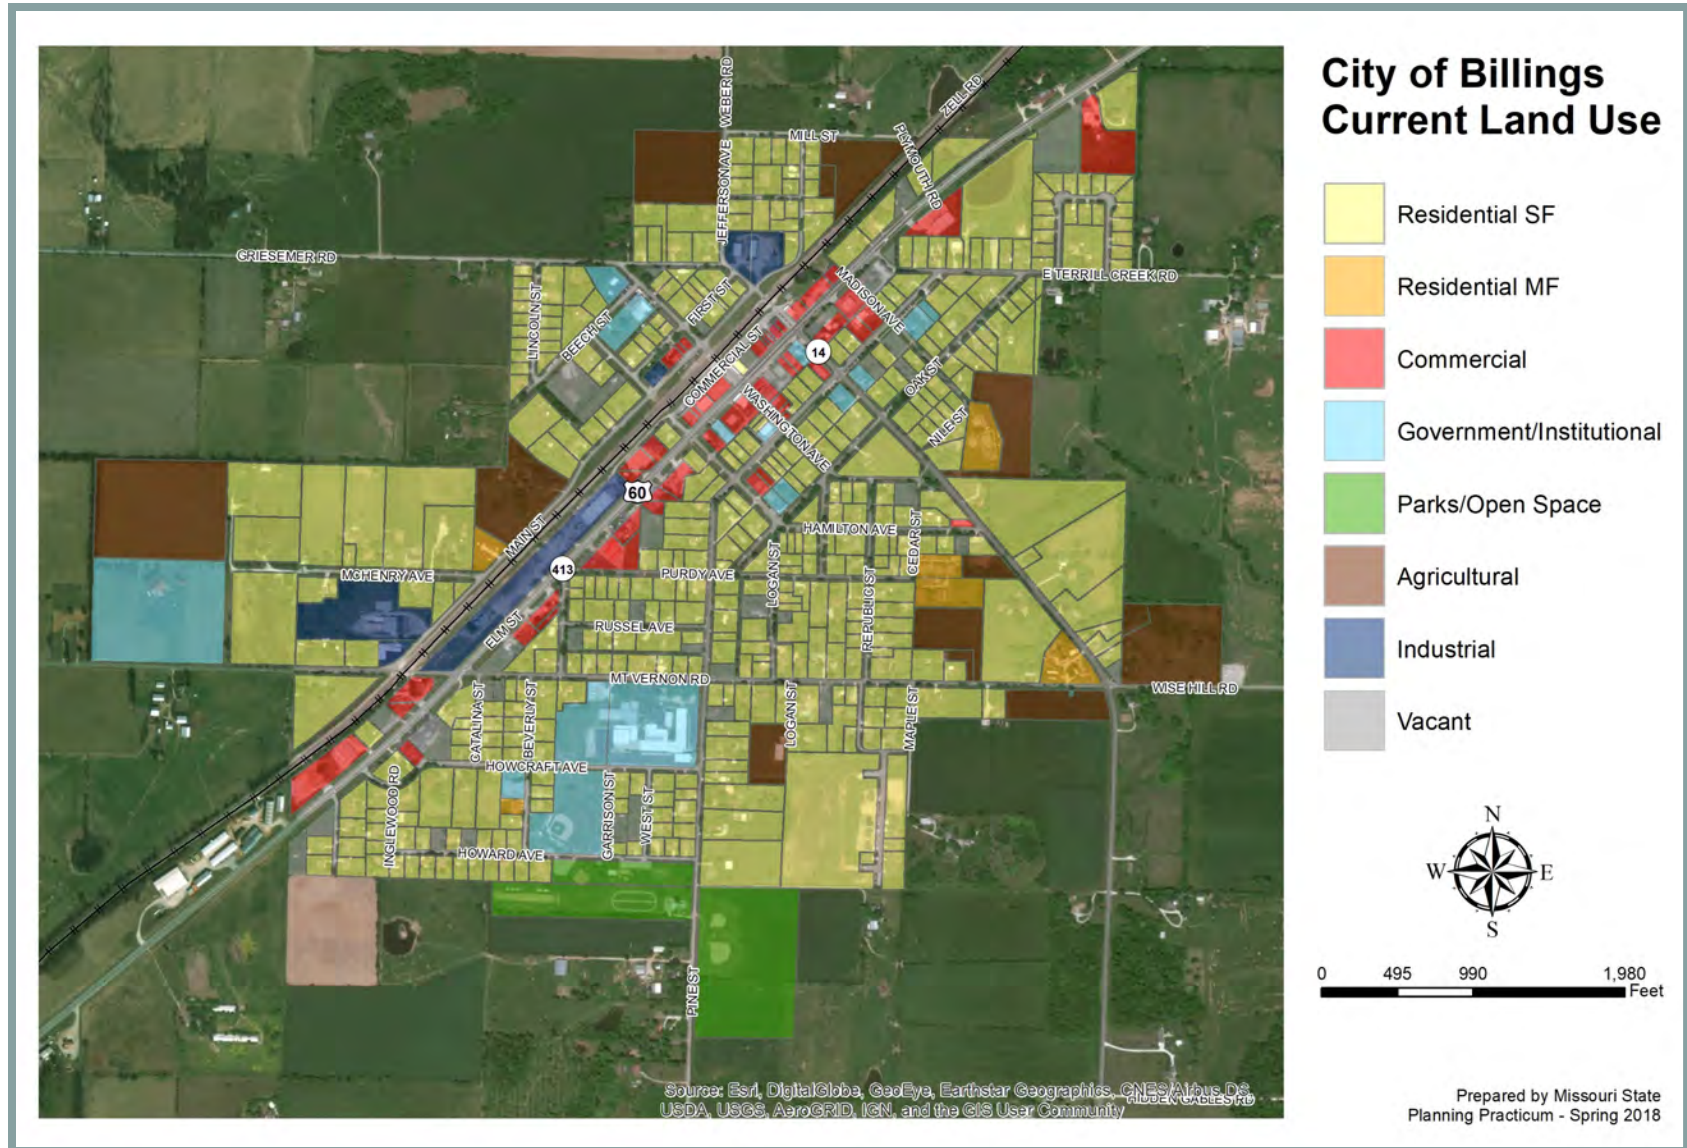 City of Billings
Current Land Use
Residential SF
Residential MF
Commercial
Government/Institutional
Parks/Open Space
Agricultural
Industrial
Vacant
N
W E
S
0 495 990 1,980
Feet
Prepared by Missouri State
Planning Practicum - Spring 2018
WEBER RD
ZELL RD
MILL ST
PLYMOUTH RD
JEFFERSON AVE
GRIESEMER RD
E TERRILL CREEK RD
MADISON AVE
FIRST ST
LINCOLN ST
BEECH ST
COMMERCIAL ST
14
OAK ST
WASHINGTON AVE
NILE ST
60
MAIN ST
HAMILTON AVE
CEDAR ST
413
MCHENRY AVE
PURDY AVE
LOGAN ST
REPUBLIC ST
ELM ST
RUSSEL AVE
MT VERNON RD
WISE HILL RD
CATALINA ST
BEVERLY ST
LOGAN ST
MAPLE ST
HOWCRAFT AVE
INGLEWOOD RD
GARRISON ST
WEST ST
HOWARD AVE
PINE ST
HIDDEN GABLES RD
Source: Esri, DigitalGlobe, GeoEye, Earthstar Geographics, CNES/Airbus DS,
USDA, USGS, AeroGRID, IGN, and the GIS User Community